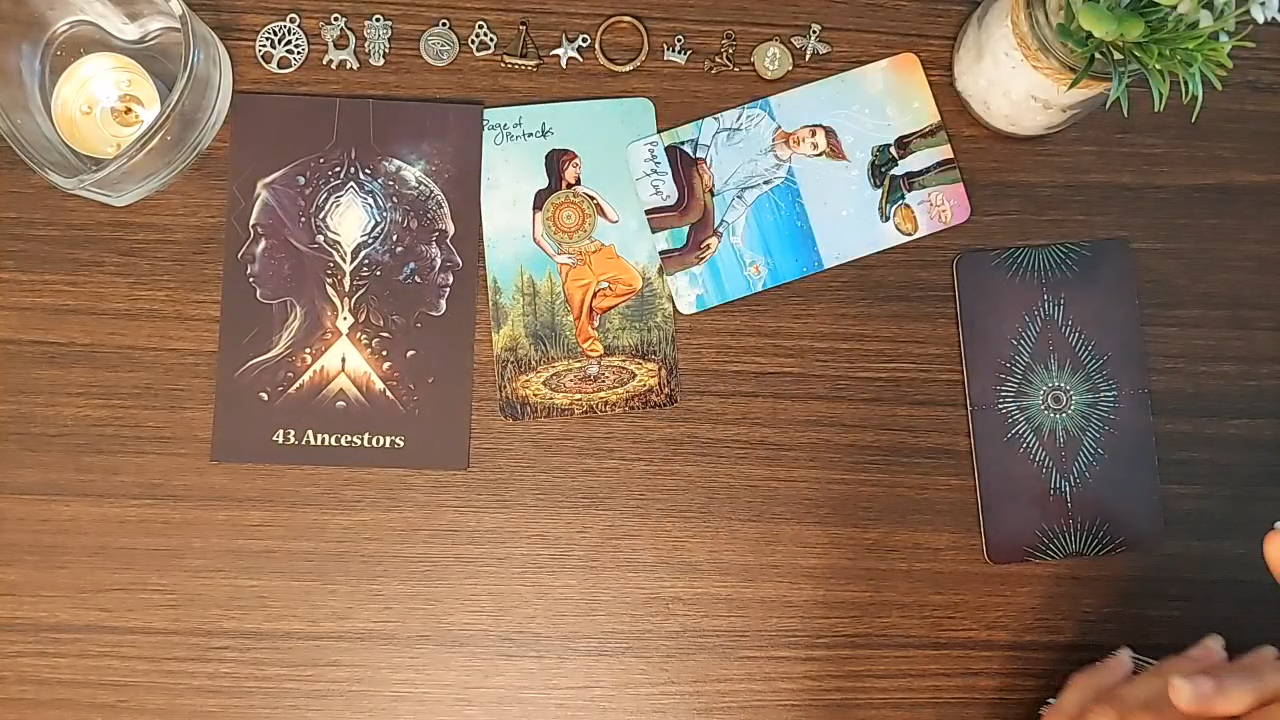 Page of
Pentacles
Page of Cups
43. Ancestors